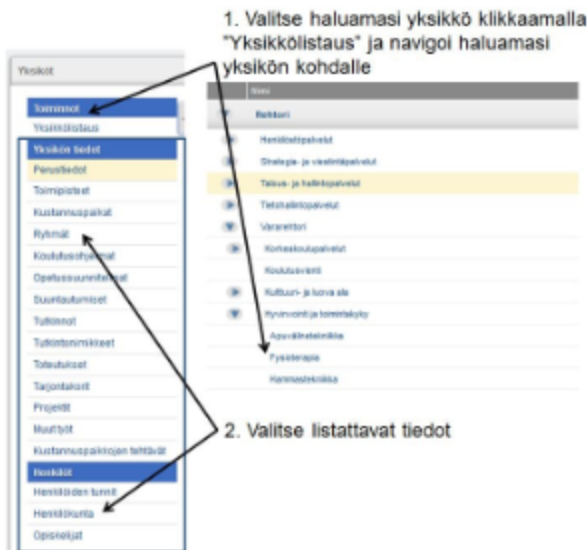 1. Valitse haluamasi yksikkö klikkaamalla
"Yksikkölistaus" ja navigoi haluamasi
yksikön kohdalle
Yksiköt
Toiminnot
Yksikkölistaus
Yksikön tiedot
Perustiedot
Toimipisteet
Kustannuspaikat
Ryhmät
Koulutusohjelmat
Opetussuunnitelmat
Suuntautumiset
Tutkinnot
Tutkintonimikkeet
Toteutukset
Tarjontakorit
Projektit
Muut työt
Kustannuspaikkojen tehtävät
Henkilöt
Henkilöiden tunnit
Henkilökunta
Opiskelijat
Nimi
Rehtori
Henkilöstöpalvelut
Strategia- ja viestintäpalvelut
Talous- ja hallintopalvelut
Tietohallintopalvelut
Vararehtori
Korkeakoulupalvelut
Koulutusvienti
Kulttuuri- ja luova ala
Hyvinvointi ja toimintakyky
Apuvälinetekniikka
Fysioterapia
Hammastekniikka
2. Valitse listattavat tiedot